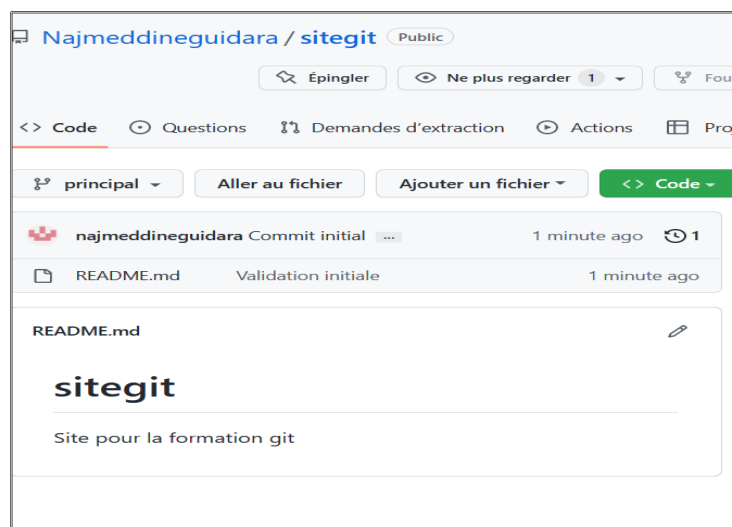 Najmeddineguidara / sitegit Public
Épingler Ne plus regarder 1 Fou
<> Code Questions Demandes d'extraction Actions Pro
principal Aller au fichier Ajouter un fichier <> Code
najmeddineguidara Commit initial ... 1 minute ago 1
README.md Validation initiale 1 minute ago
README.md
sitegit
Site pour la formation git